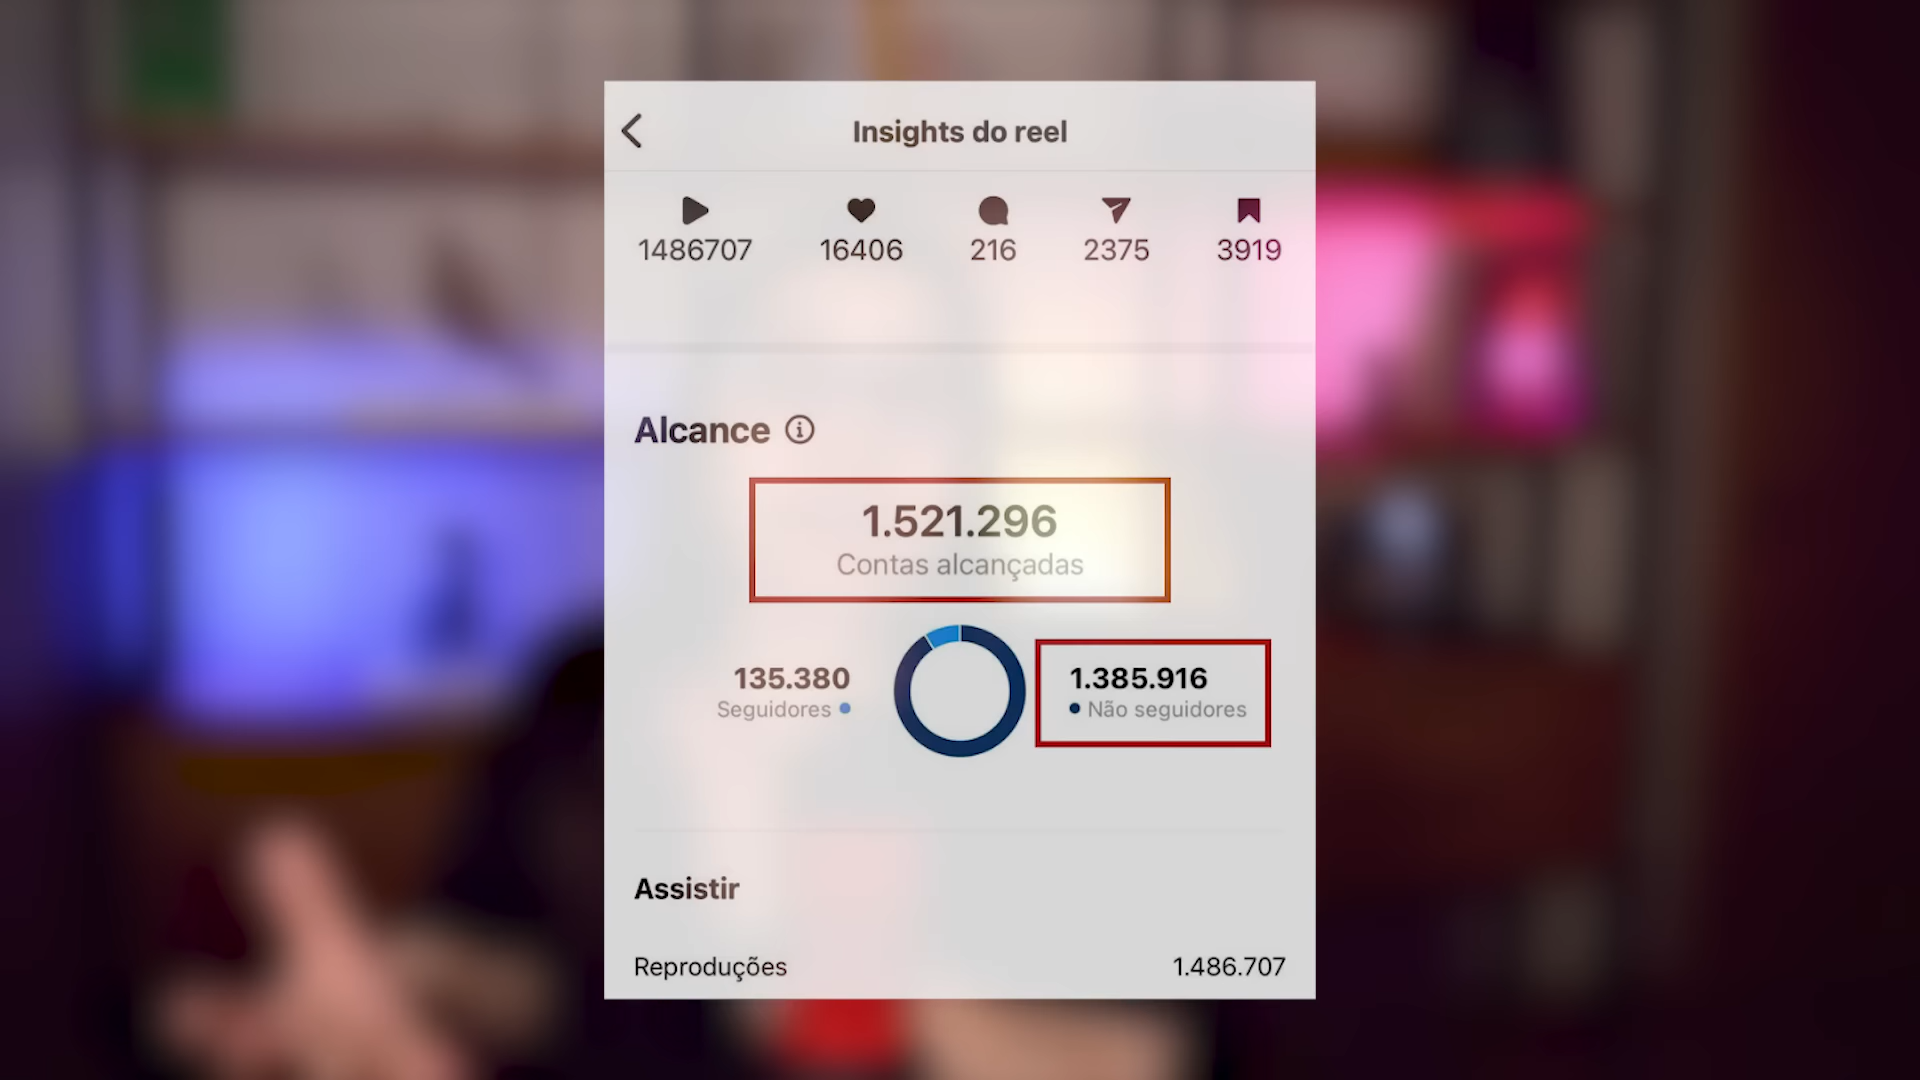 Insights do reel
1486707 16406 216 2375 3919
Alcance
1.521.296
Contas alcançadas
135.380
Seguidores
1.385.916
Não seguidores
Assistir
Reproduções 1.486.707